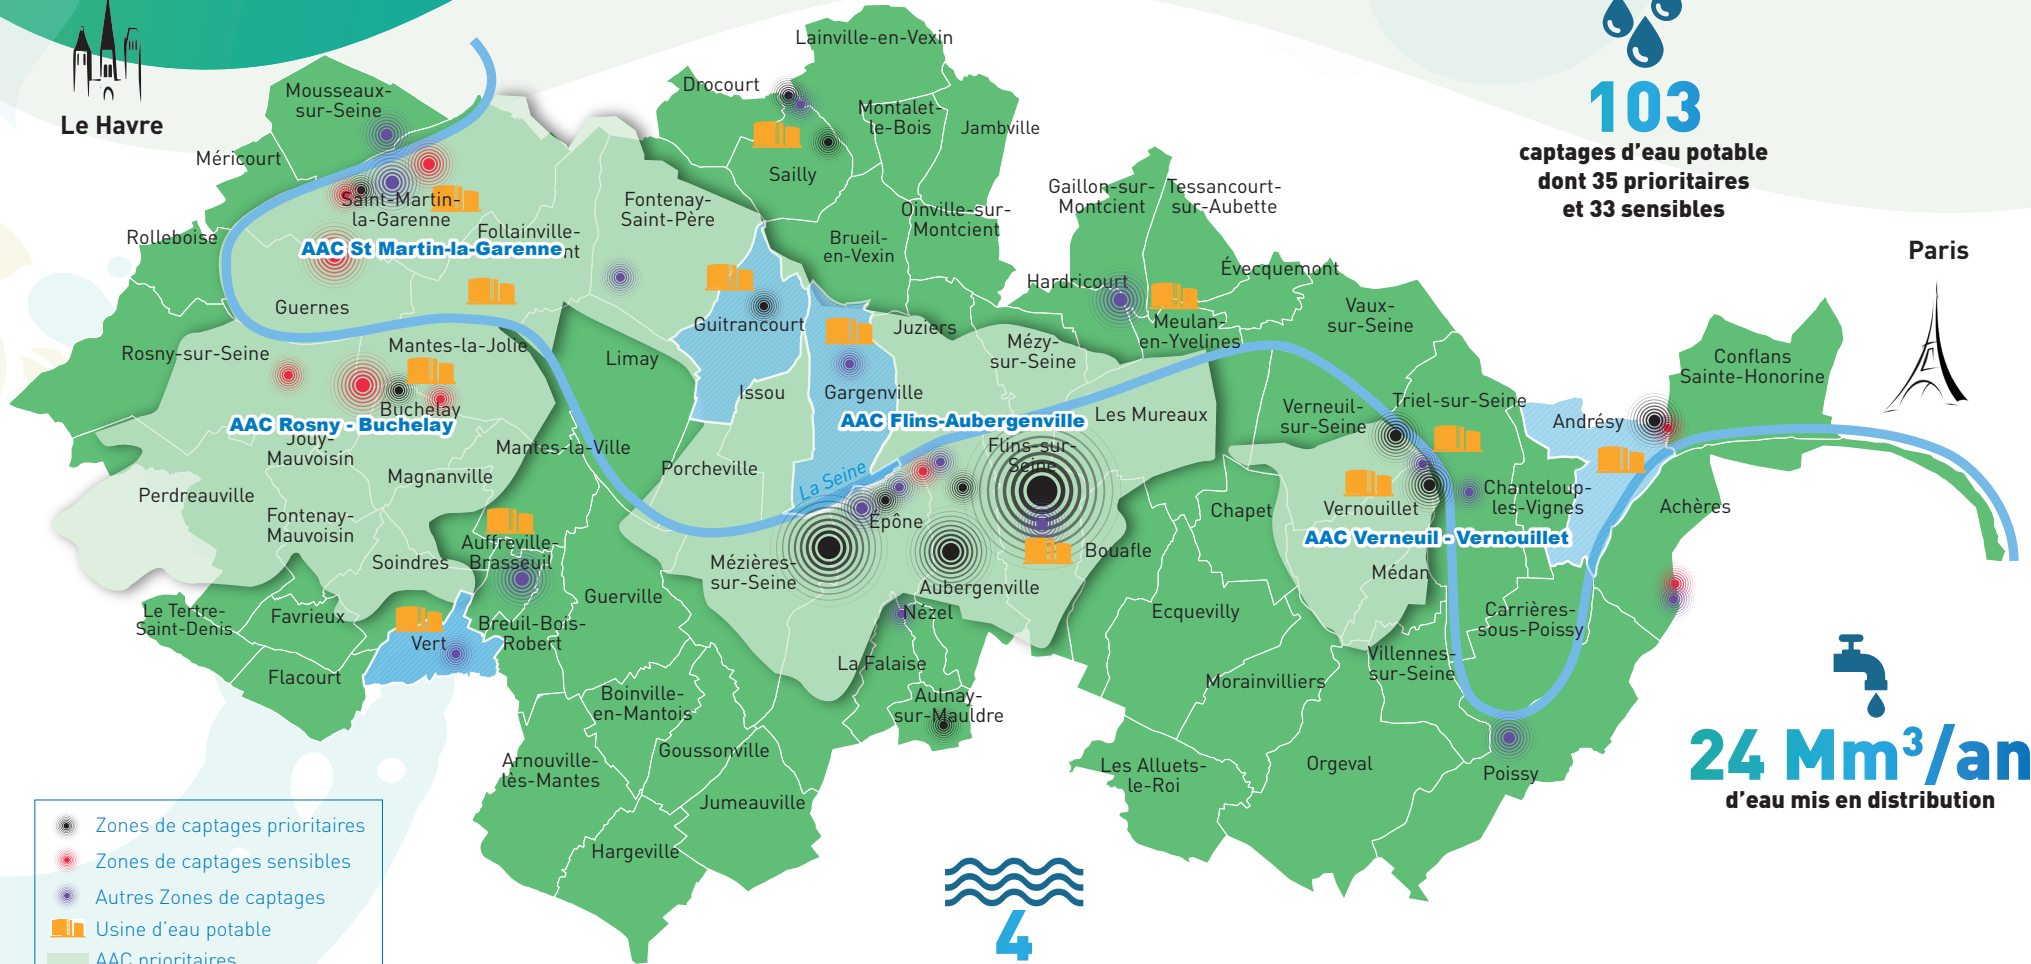 Le Havre
103
captages d'eau potable
dont 35 prioritaires
et 33 sensibles
Paris
24 Mm³/an
d'eau mis en distribution
4
Lainville-en-Vexin
Drocourt
Mousseaux-
sur-Seine
Montalet-
le-Bois
Jambville
Méricourt
Sailly
Saint-Martin-
la-Garenne
Fontenay-
Saint-Père
Gaillon-sur-
Montcient
Tessancourt-
sur-Aubette
Oinville-sur-
Montcient
Rolleboise
Follainville-
nt
AAC St Martin-la-Garenne
Brueil-
en-Vexin
Évecquemont
Hardricourt
Guernes
Vaux-
sur-Seine
Guitrancourt
Juziers
Meulan-
en-Yvelines
Mézy-
sur-Seine
Rosny-sur-Seine
Mantes-la-Jolie
Limay
Conflans
Sainte-Honorine
Issou
Gargenville
Buchelay
AAC Rosny - Buchelay
AAC Flins-Aubergenville
Les Mureaux
Verneuil-
sur-Seine
Triel-sur-Seine
Andrésy
Jouy-
Mauvoisin
Mantes-la-Ville
Flins-sur-
Seine
Magnanville
Porcheville
La Seine
Perdreauville
Vernouillet
Chanteloup-
les-Vignes
Achères
Chapet
Épône
Fontenay-
Mauvoisin
AAC Verneuil - Vernouillet
Auffreville-
Brasseuil
Soindres
Mézières-
sur-Seine
Bouafle
Médan
Aubergenville
Guerville
Le Tertre-
Saint-Denis
Favrieux
Nézel
Ecquevilly
Carrières-
sous-Poissy
Vert
Breuil-Bois-
Robert
La Falaise
Villennes-
sur-Seine
Flacourt
Morainvilliers
Boinville-
en-Mantois
Aulnay-
sur-Mauldre
Goussonville
Arnouville-
lès-Mantes
Les Alluets-
le-Roi
Orgeval
Poissy
Jumeauville
Hargeville
Zones de captages prioritaires
Zones de captages sensibles
Autres Zones de captages
Usine d'eau potable
AAC prioritaires